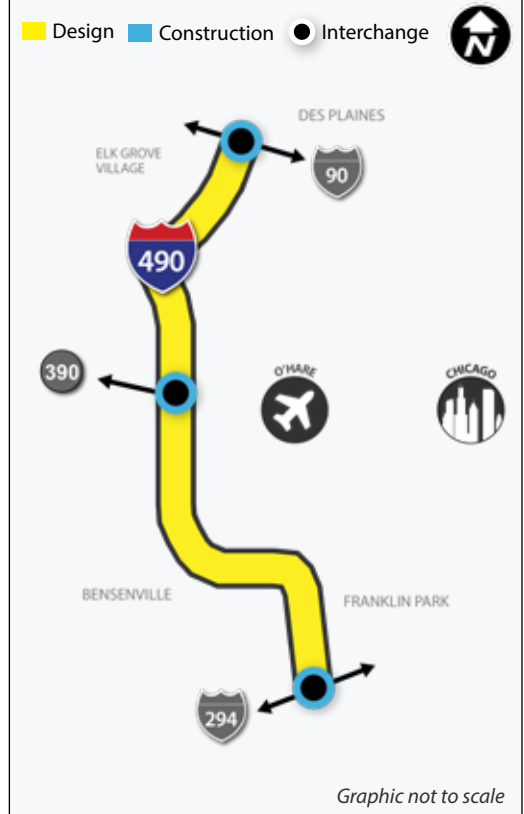 Design Construction Interchange
N
DES PLAINES
ELK GROVE
VILLAGE
90
490
390
O'HARE
CHICAGO
BENSENVILLE
FRANKLIN PARK
294
Graphic not to scale